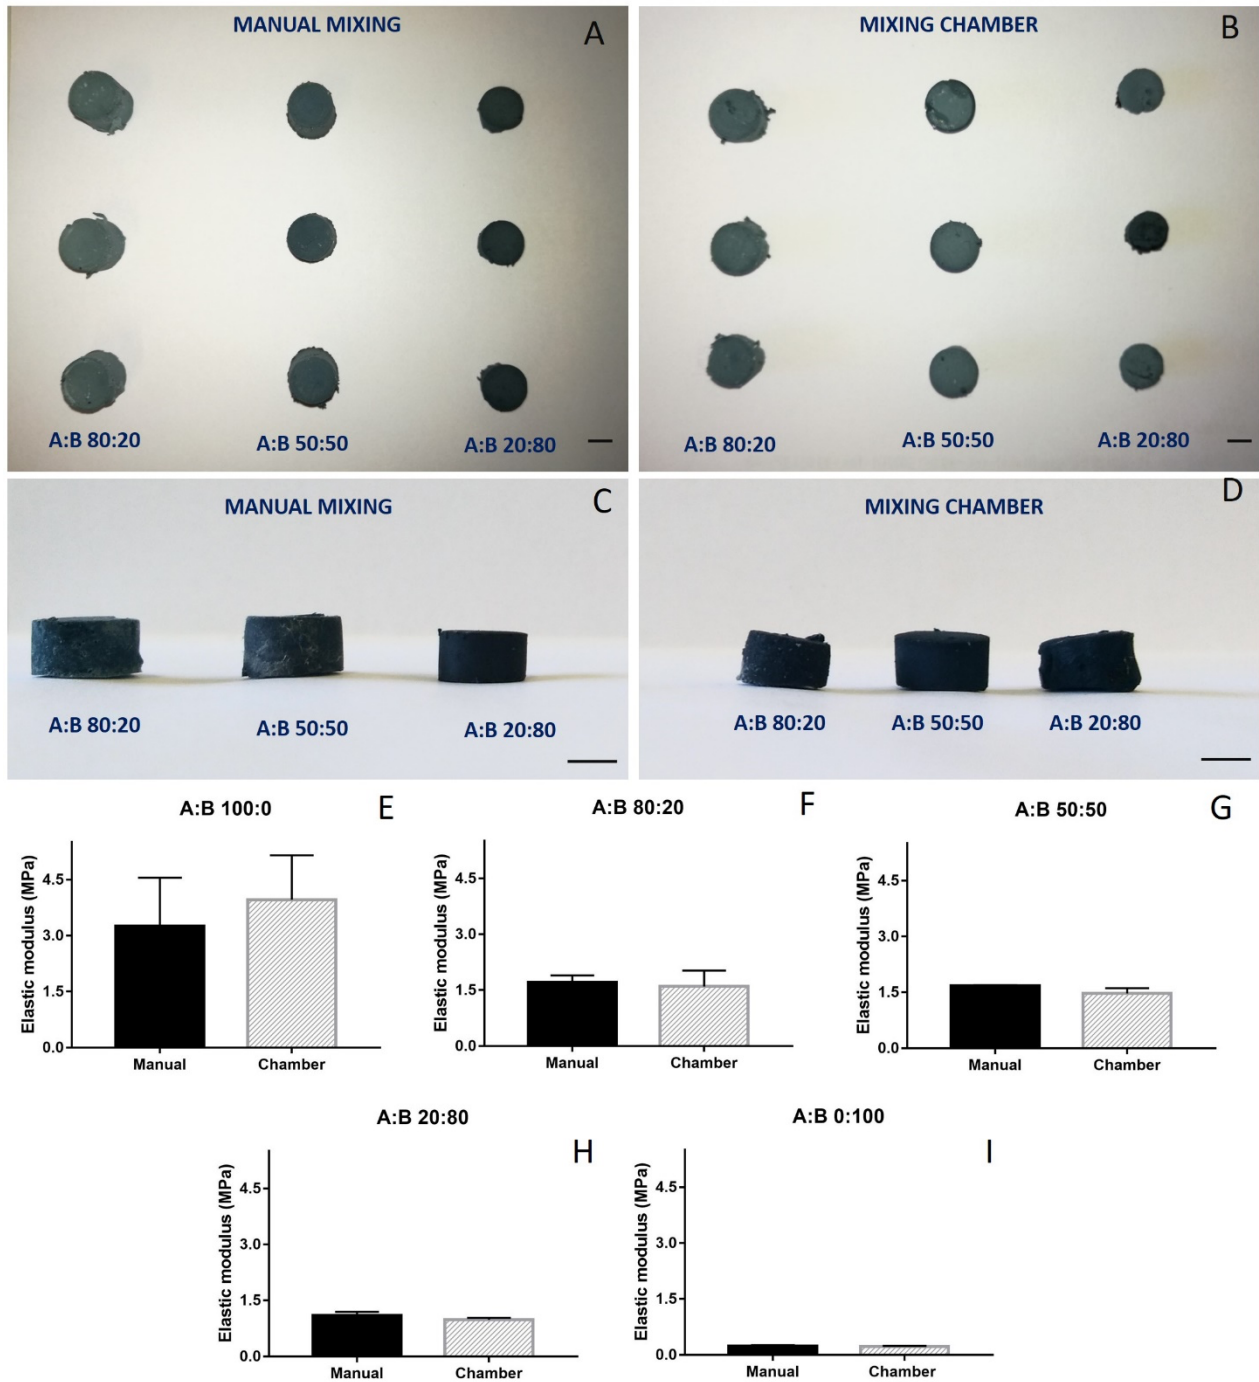 MANUAL MIXING
A
A:B 80:20
A:B 50:50
A:B 20:80
MIXING CHAMBER
B
A:B 80:20
A:B 50:50
A:B 20:80
MANUAL MIXING
C
A:B 80:20
A:B 50:50
A:B 20:80
MIXING CHAMBER
D
A:B 80:20
A:B 50:50
A:B 20:80
A:B 100:0
E
Elastic modulus (MPa)
4.5
3.0
1.5
0.0
Manual
Chamber
A:B 80:20
F
Elastic modulus (MPa)
4.5
3.0
1.5
0.0
Manual
Chamber
A:B 50:50
G
Elastic modulus (MPa)
4.5
3.0
1.5
0.0
Manual
Chamber
A:B 20:80
H
Elastic modulus (MPa)
4.5
3.0
1.5
0.0
Manual
Chamber
A:B 0:100
I
Elastic modulus (MPa)
4.5
3.0
1.5
0.0
Manual
Chamber